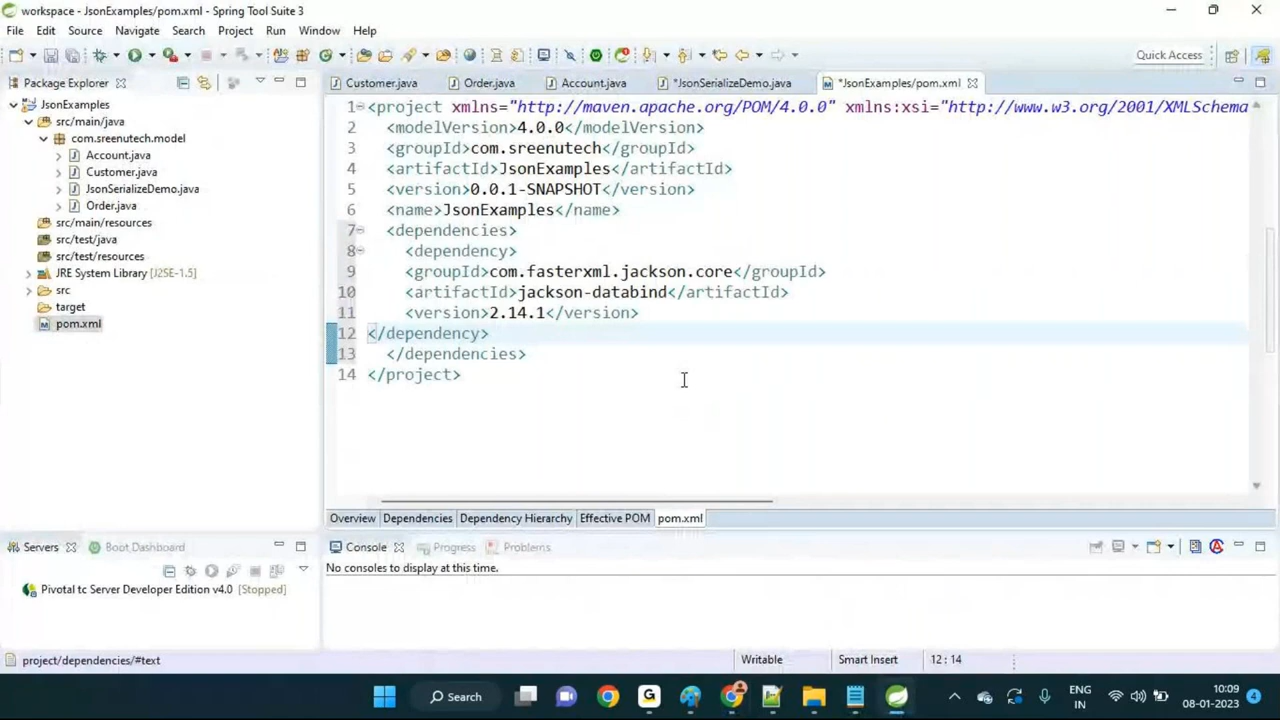 workspace - JsonExamples/pom.xml - Spring Tool Suite 3
File Edit Source Navigate Search Project Run Window Help
Quick Access
Package Explorer
JsonExamples
src/main/java
com.sreenutech.model
Account.java
Customer.java
JsonSerializeDemo.java
Order.java
src/main/resources
src/test/java
src/test/resources
JRE System Library [J2SE-1.5]
src
target
pom.xml
Customer.java Order.java Account.java *JsonSerializeDemo.java *JsonExamples/pom.xml
1 <project xmlns="http://maven.apache.org/POM/4.0.0" xmlns:xsi="http://www.w3.org/2001/XMLSchema
2 <modelVersion>4.0.0</modelVersion>
3 <groupId>com.sreenutech</groupId>
4 <artifactId>JsonExamples</artifactId>
5 <version>0.0.1-SNAPSHOT</version>
6 <name>JsonExamples</name>
7 <dependencies>
8 <dependency>
9 <groupId>com.fasterxml.jackson.core</groupId>
10 <artifactId>jackson-databind</artifactId>
11 <version>2.14.1</version>
12 </dependency>
13 </dependencies>
14 </project>
Overview Dependencies Dependency Hierarchy Effective POM pom.xml
Servers Boot Dashboard
Pivotal tc Server Developer Edition v4.0 [Stopped]
Console Progress Problems
No consoles to display at this time.
project/dependencies/#text
Writable Smart Insert 12 : 14
Search
ENG
IN
10:09
08-01-2023
4